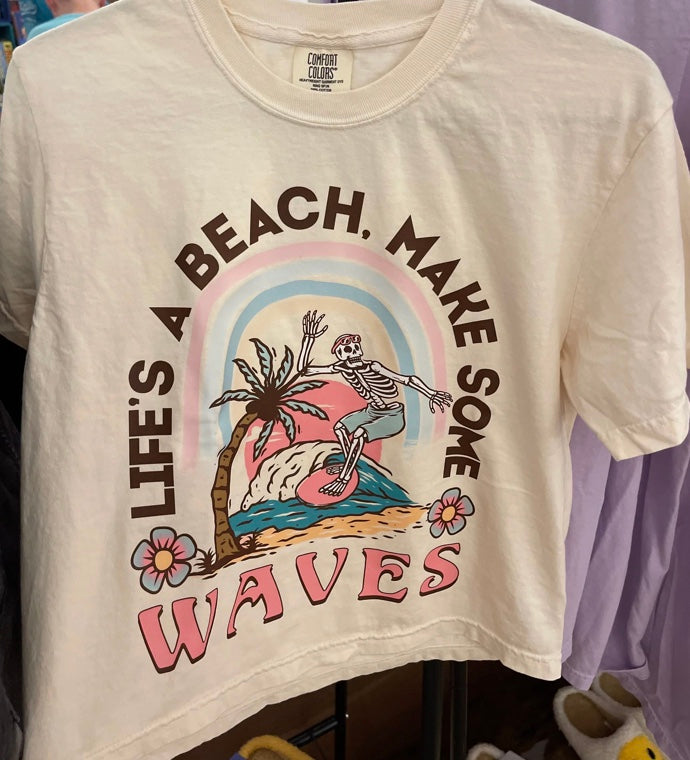 COMFORT
COLORS
LIFE'S A BEACH, MAKE SOME
WAVES